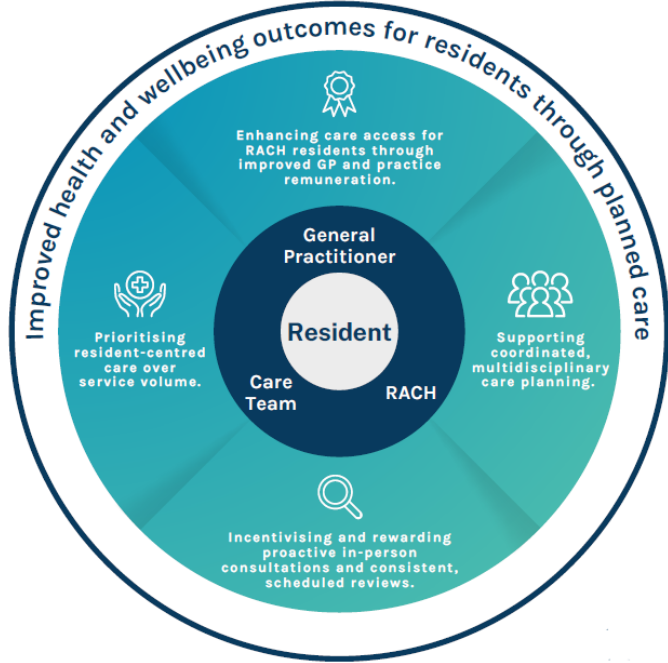 Improved health and wellbeing outcomes for residents through planned care
Enhancing care access for
RACH residents through
improved GP and practice
remuneration.
General
Practitioner
Resident
Care
Team
RACH
Prioritising
resident-centred
care over
service volume.
Supporting
coordinated,
multidisciplinary
care planning.
Incentivising and rewarding
proactive in-person
consultations and consistent,
scheduled reviews.